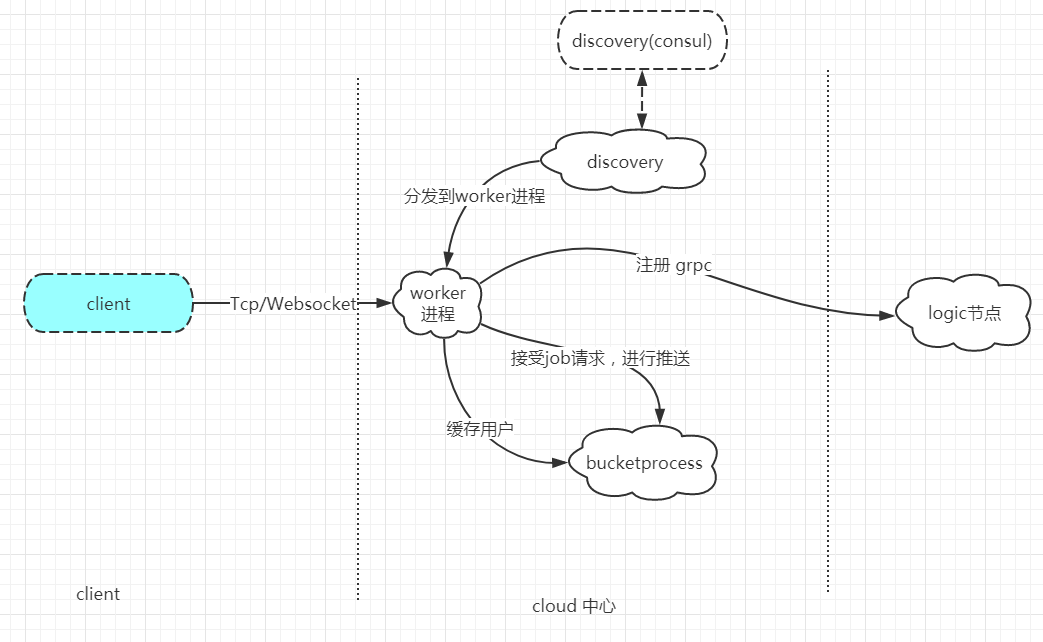 discovery(consul)
discovery
分发到worker进程
注册 grpc
client
Tcp/Websocket
worker
进程
logic节点
接受job请求，进行推送
缓存用户
bucketprocess
client
cloud 中心